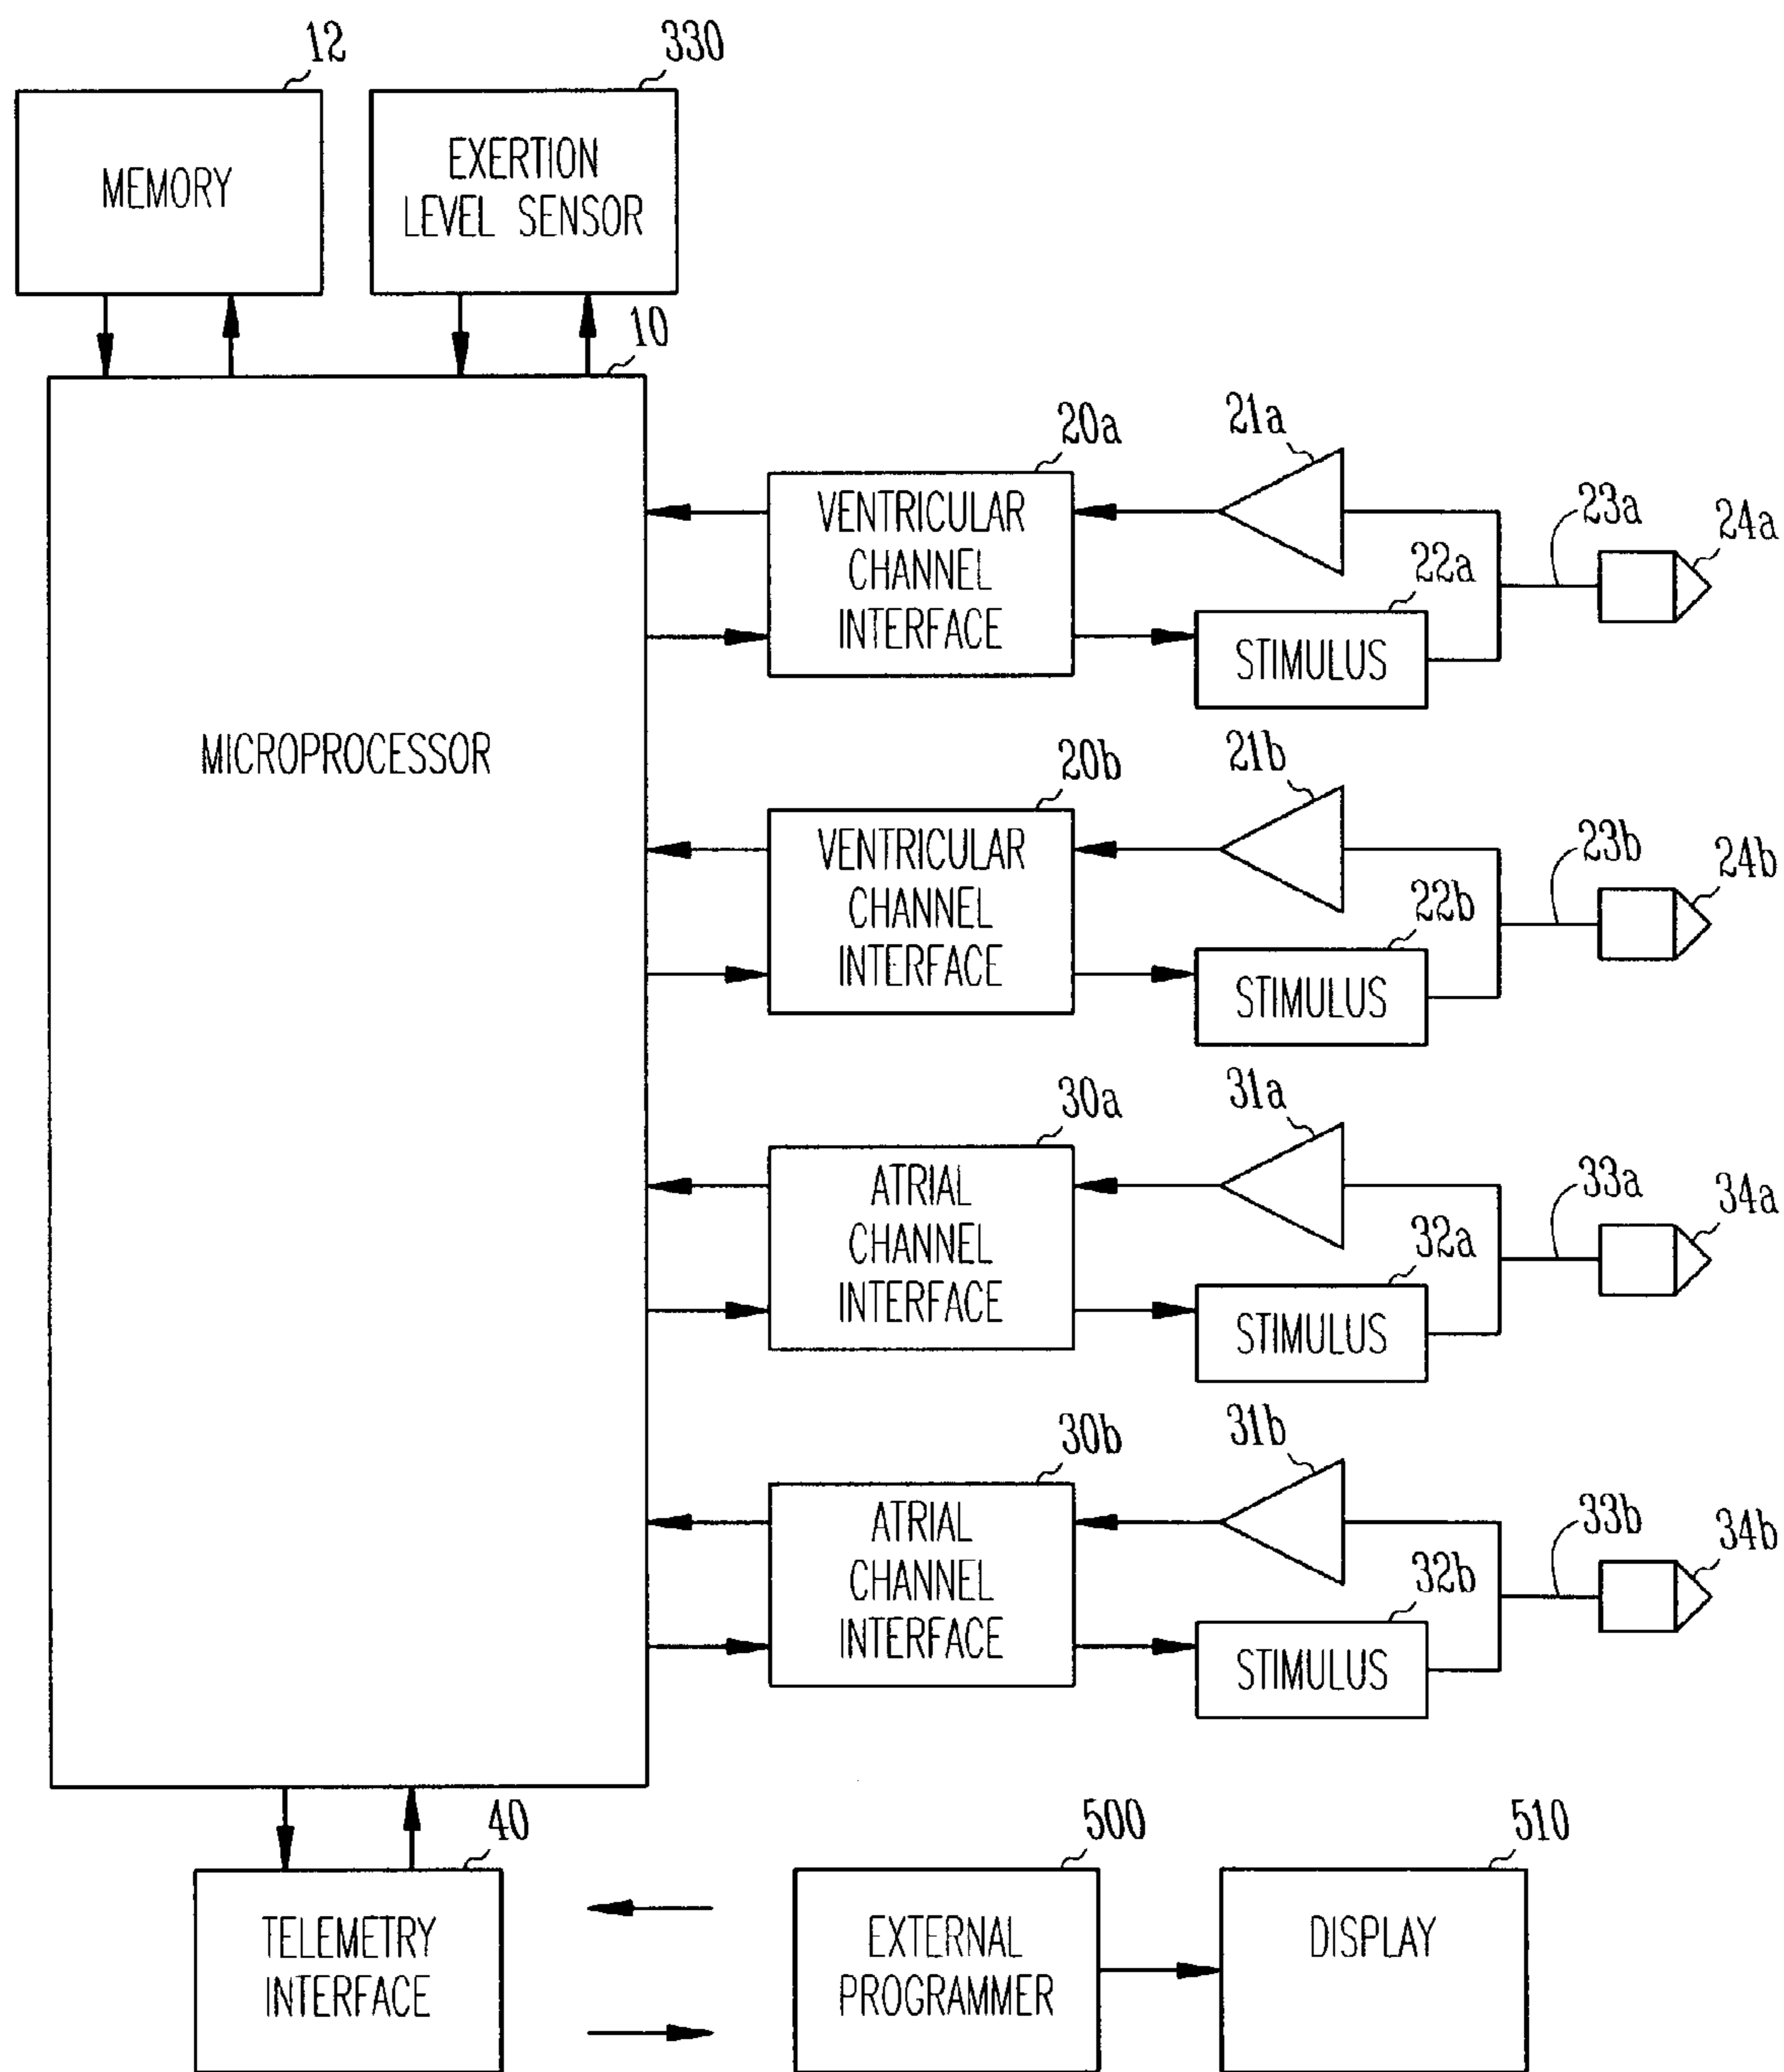 12
330
MEMORY
EXERTION
LEVEL SENSOR
10
MICROPROCESSOR
20a
21a
VENTRICULAR
CHANNEL
INTERFACE
22a
STIMULUS
23a
24a
20b
21b
VENTRICULAR
CHANNEL
INTERFACE
22b
STIMULUS
23b
24b
30a
31a
ATRIAL
CHANNEL
INTERFACE
32a
STIMULUS
33a
34a
30b
31b
ATRIAL
CHANNEL
INTERFACE
32b
STIMULUS
33b
34b
40
TELEMETRY
INTERFACE
500
EXTERNAL
PROGRAMMER
510
DISPLAY